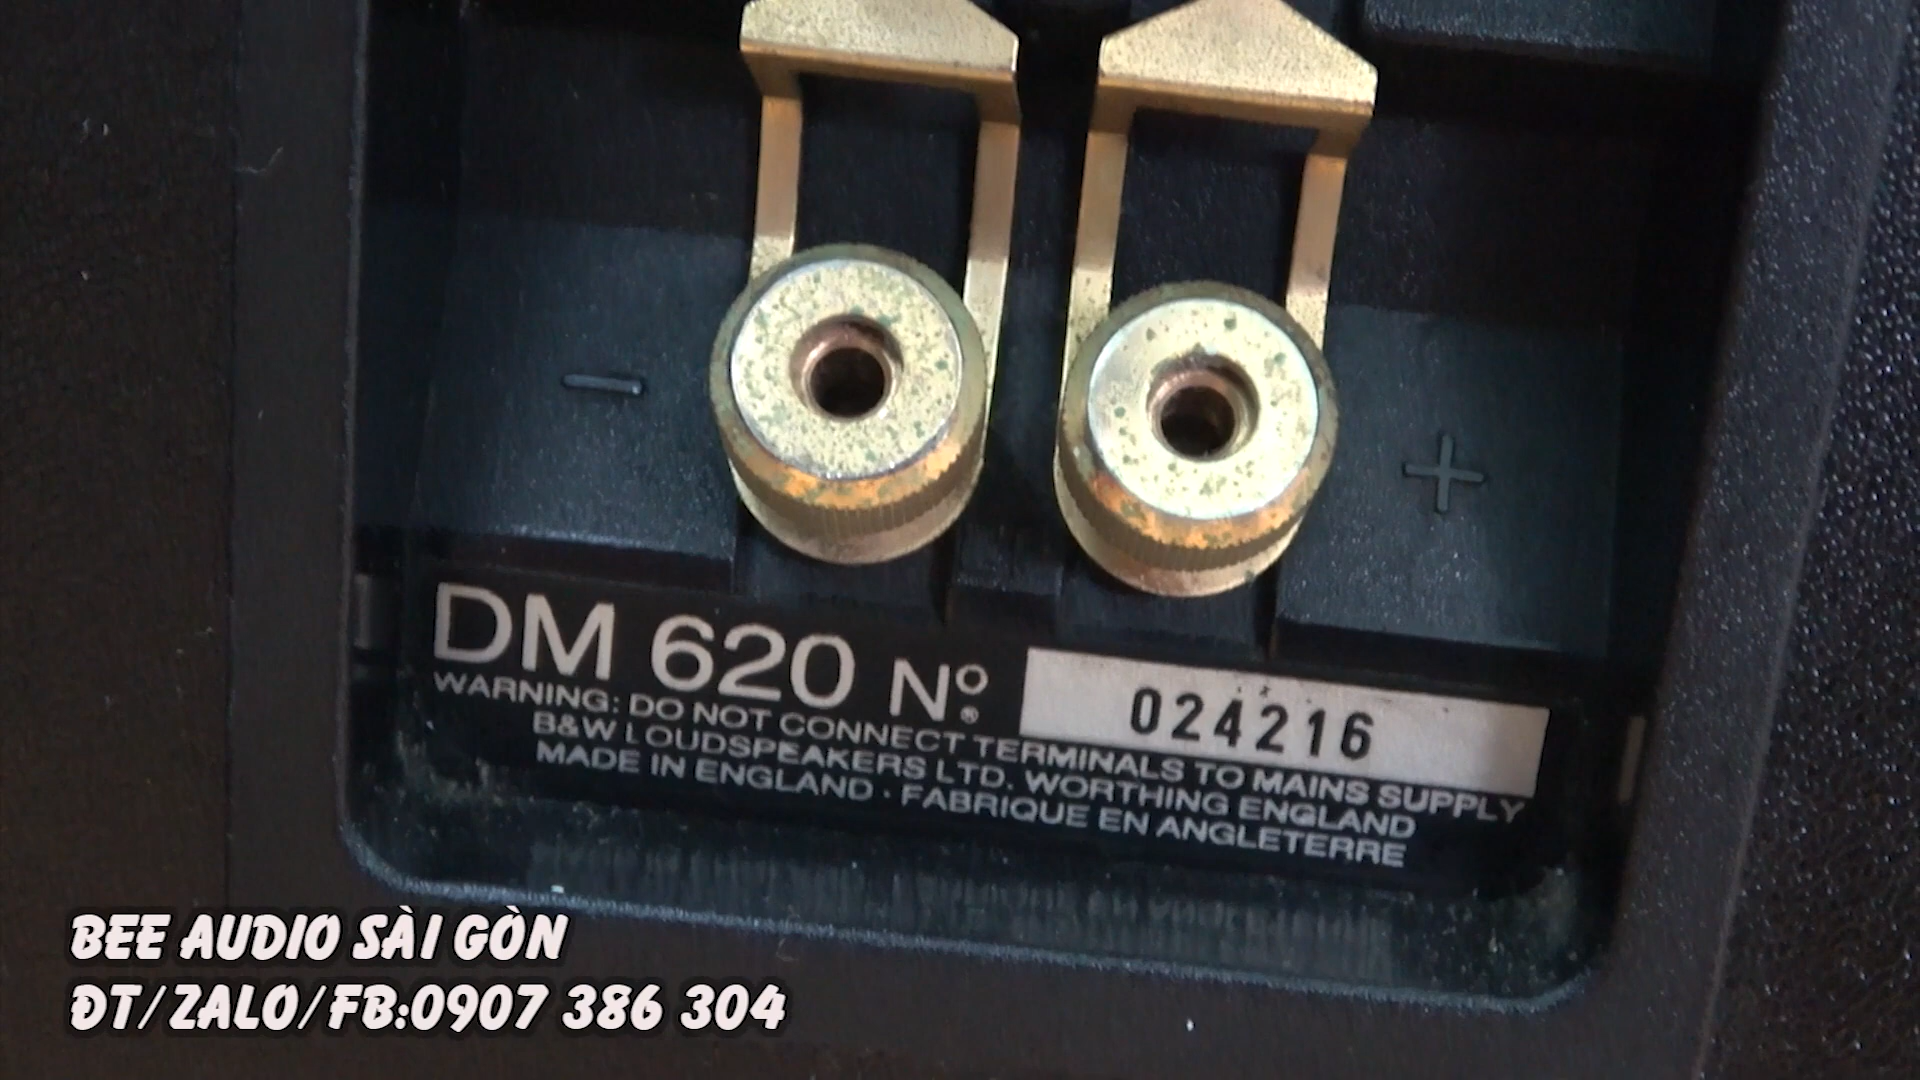 DM 620 Nº. 024216
WARNING: DO NOT CONNECT TERMINALS TO MAINS SUPPLY
B&W LOUDSPEAKERS LTD. WORTHING ENGLAND
MADE IN ENGLAND · FABRIQUE EN ANGLETERRE
BEE AUDIO SÀI GÒN
ĐT/ZALO/FB:0907 386 304